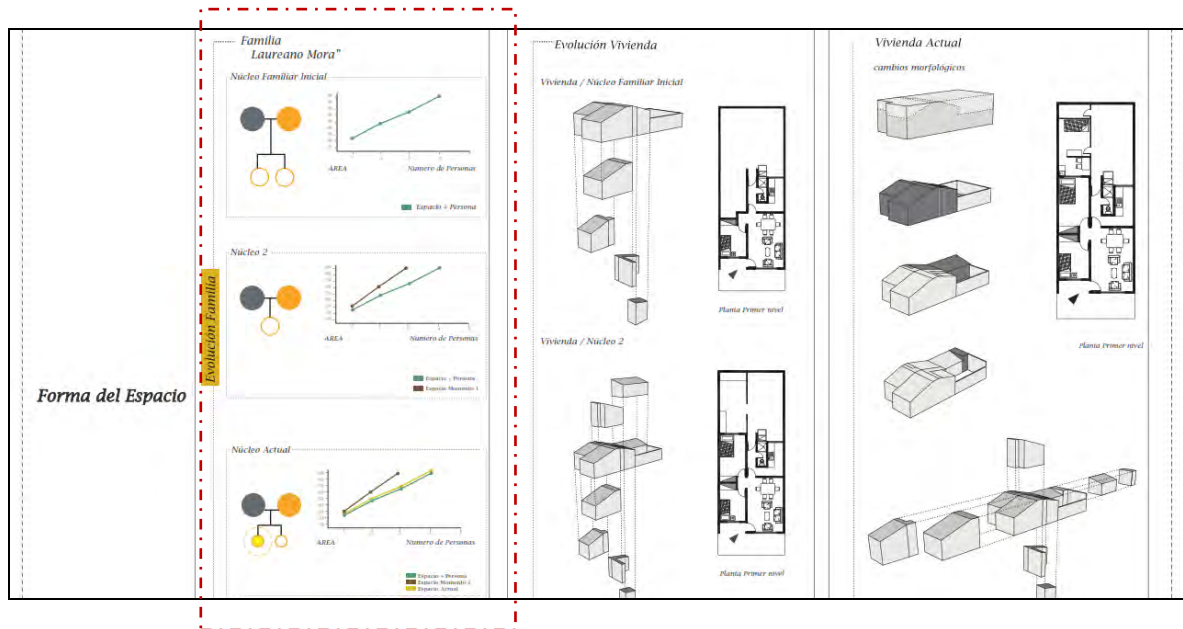 Forma del Espacio
Evolución Familia
Familia
Laureano Mora"
Núcleo Familiar Inicial
AREA
Numero de Personas
Espacio + Persona
Núcleo 2
AREA
Numero de Personas
Espacio + Persona
Espacio Momento 1
Núcleo Actual
AREA
Numero de Personas
Espacio + Persona
Espacio Actual
Evolución Vivienda
Vivienda / Núcleo Familiar Inicial
Planta Primer nivel
Vivienda / Núcleo 2
Planta Primer nivel
Vivienda Actual
cambios morfológicos
Planta Primer nivel